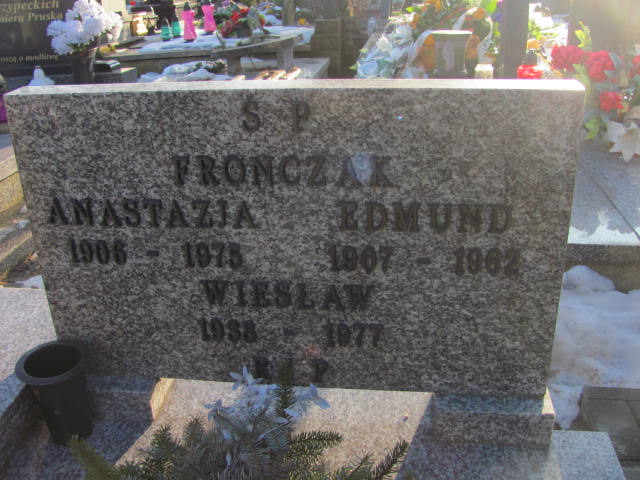 Ś P
FRONCZAK
ANASTAZJA EDMUND
1906 - 1975 1907 - 1962
WIESŁAW
1938 - 1977
R I P